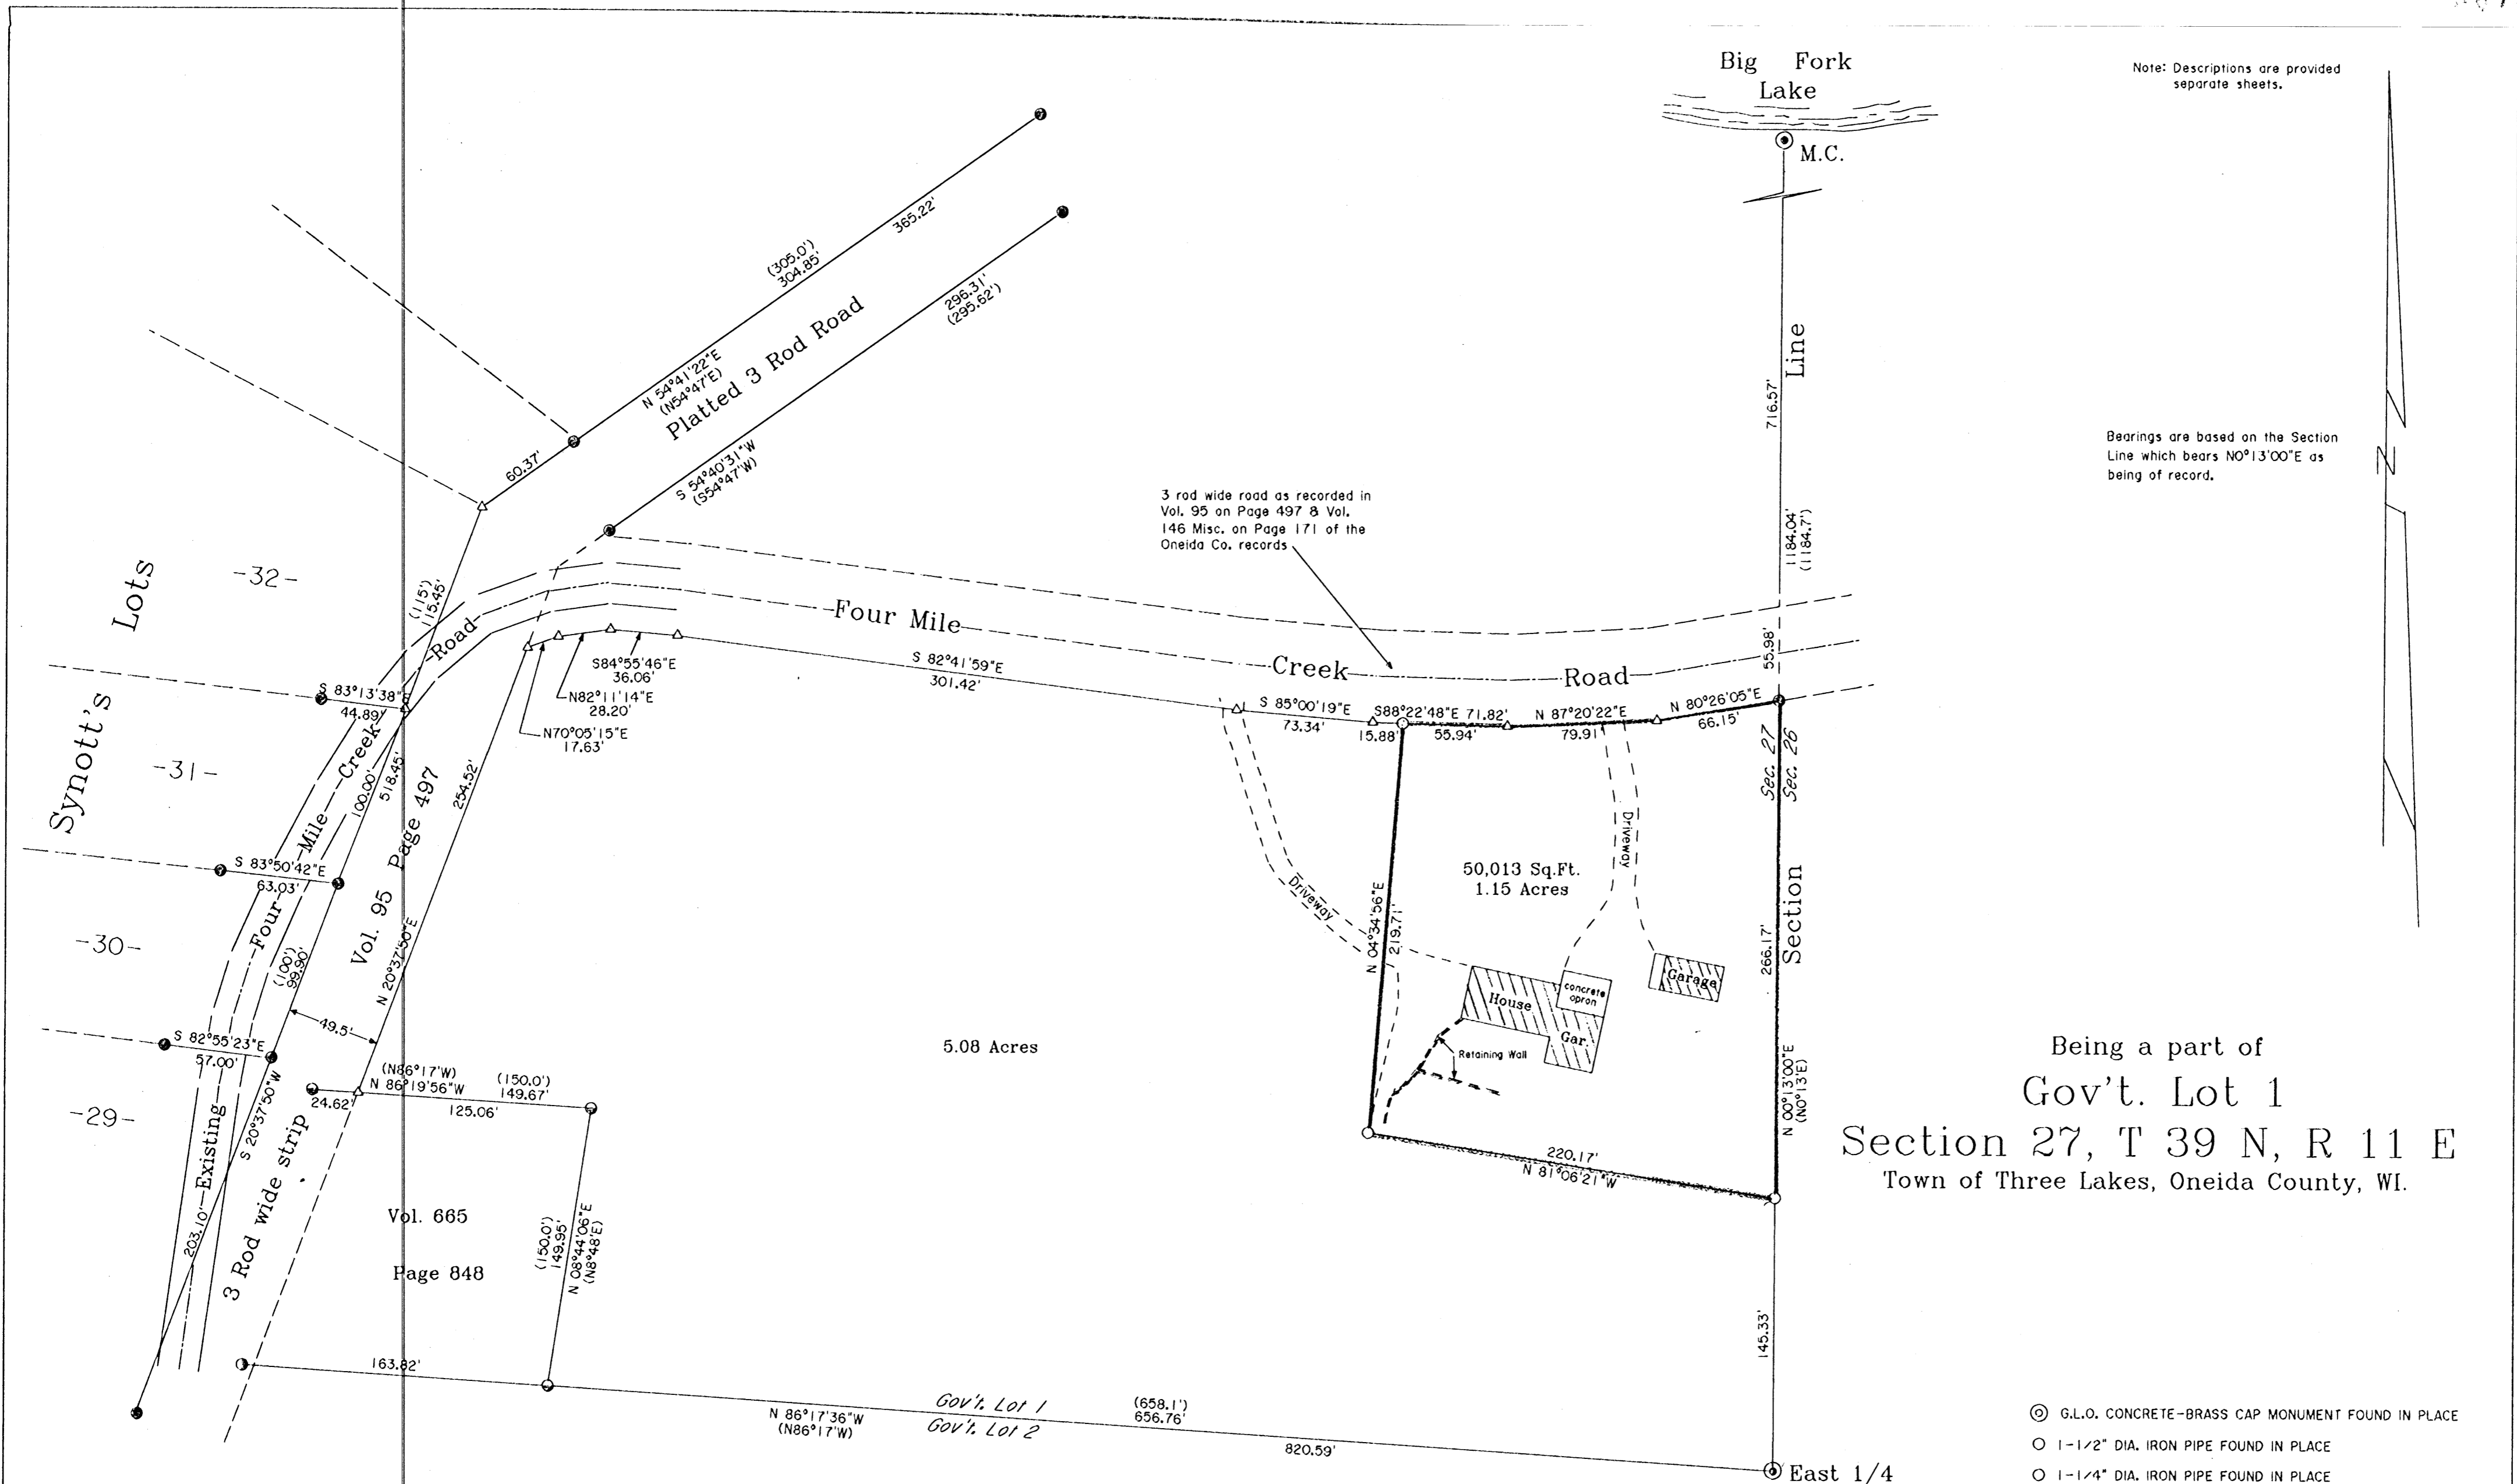 Big Fork
Lake
M.C.
Note: Descriptions are provided
separate sheets.
Bearings are based on the Section
Line which bears N0°13'00"E as
being of record.
N
(305.0')
304.85'
365.22'
296.31'
(295.62')
N 54°41'22"E
(N54°47'E)
Platted 3 Rod Road
60.37'
S 54°40'31"W
(S54°47'W)
Line
716.57'
1184.04'
(1184.7')
55.98'
3 rod wide road as recorded in
Vol. 95 on Page 497 & Vol.
146 Misc. on Page 171 of the
Oneida Co. records
Synott's Lots
-32-
-31-
-30-
-29-
(115')
115.45'
Road
Four Mile
Creek
Road
S84°55'46"E
36.06'
N82°11'14"E
28.20'
N70°05'15"E
17.63'
S 82°41'59"E
301.42'
S 85°00'19"E
73.34'
S88°22'48"E 71.82'
15.88'
55.94'
N 87°20'22"E
79.91'
N 80°26'05"E
66.15'
Sec. 27
Sec. 26
S 83°13'38"E
44.89'
Four Mile Creek
100.00'
518.45'
254.52'
Vol. 95 Page 497
S 83°50'42"E
63.03'
(100')
99.90'
N 20°37'50"E
49.5'
S 82°55'23"E
57.00'
Existing
203.10'
S 20°37'50"W
3 Rod wide strip
(N86°17'W)
N 86°19'56"W
(150.0')
149.67'
24.62'
125.06'
Vol. 665
Page 848
(150.0')
149.95'
N 08°44'06"E
(N8°48'E)
163.82'
5.08 Acres
Driveway
Driveway
50,013 Sq.Ft.
1.15 Acres
N 04°34'56"E
219.71'
House
concrete
apron
Gar.
Garage
Retaining Wall
266.17'
Section
N 00°13'00"E
(N0°13'E)
220.17'
N 81°06'21"W
145.33'
Gov't. Lot 1
Gov't. Lot 2
N 86°17'36"W
(N86°17'W)
(658.1')
656.76'
820.59'
East 1/4
Being a part of
Gov't. Lot 1
Section 27, T 39 N, R 11 E
Town of Three Lakes, Oneida County, WI.
G.L.O. CONCRETE-BRASS CAP MONUMENT FOUND IN PLACE
1-1/2" DIA. IRON PIPE FOUND IN PLACE
1-1/4" DIA. IRON PIPE FOUND IN PLACE